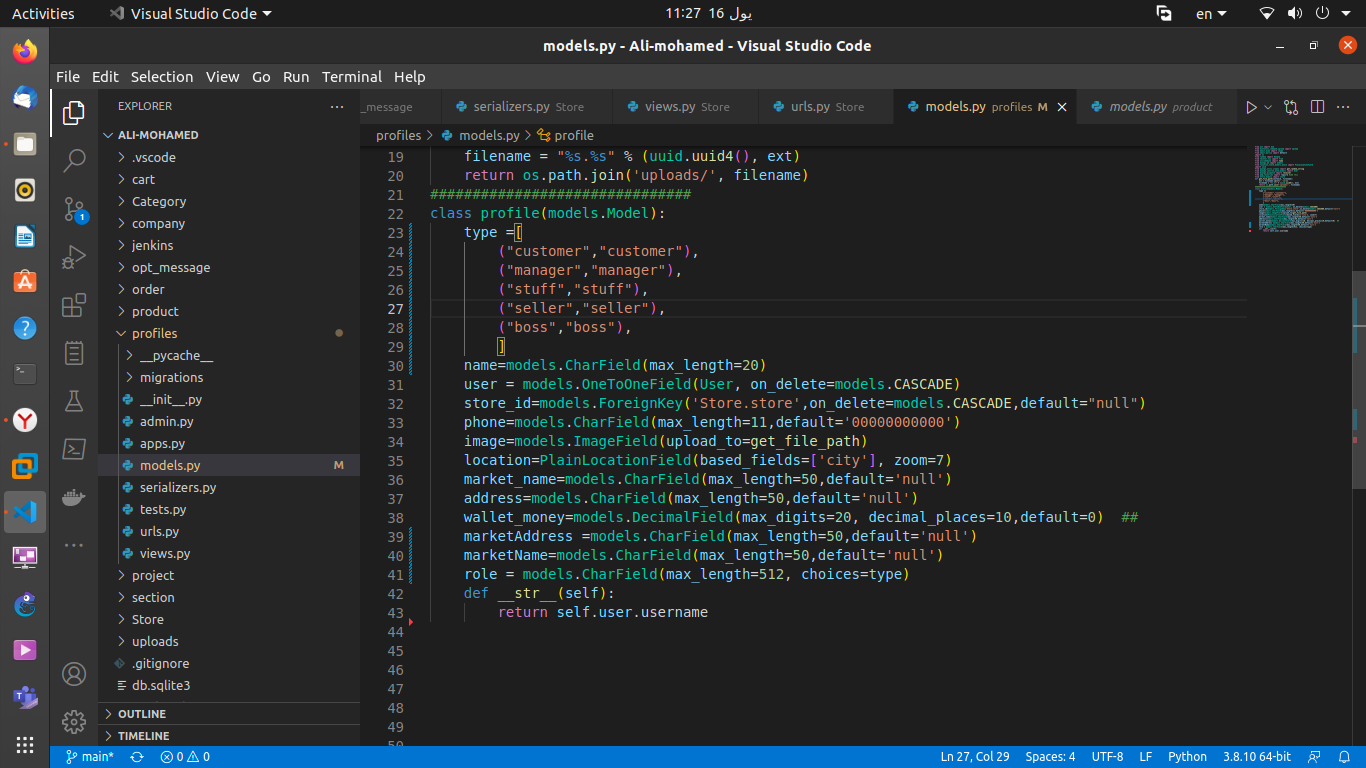 Activities Visual Studio Code 11:27 16 يول en
models.py - Ali-mohamed - Visual Studio Code
File Edit Selection View Go Run Terminal Help
EXPLORER
_message serializers.py Store views.py Store urls.py Store models.py profiles M models.py product
profiles > models.py > profile
ALI-MOHAMED
.vscode
cart
Category
company
jenkins
opt_message
order
product
profiles
__pycache__
migrations
__init__.py
admin.py
apps.py
models.py M
serializers.py
tests.py
urls.py
views.py
project
section
Store
uploads
.gitignore
db.sqlite3
OUTLINE
TIMELINE
1
19 filename = "%s.%s" % (uuid.uuid4(), ext)
20 return os.path.join('uploads/', filename)
21 ###############################
22 class profile(models.Model):
23 type =[
24 ("customer","customer"),
25 ("manager","manager"),
26 ("stuff","stuff"),
27 ("seller","seller"),
28 ("boss","boss"),
29 ]
30 name=models.CharField(max_length=20)
31 user = models.OneToOneField(User, on_delete=models.CASCADE)
32 store_id=models.ForeignKey('Store.store',on_delete=models.CASCADE,default="null")
33 phone=models.CharField(max_length=11,default='00000000000')
34 image=models.ImageField(upload_to=get_file_path)
35 location=PlainLocationField(based_fields=['city'], zoom=7)
36 market_name=models.CharField(max_length=50,default='null')
37 address=models.CharField(max_length=50,default='null')
38 wallet_money=models.DecimalField(max_digits=20, decimal_places=10,default=0) ##
39 marketAddress =models.CharField(max_length=50,default='null')
40 marketName=models.CharField(max_length=50,default='null')
41 role = models.CharField(max_length=512, choices=type)
42 def __str__(self):
43 return self.user.username
44
45
46
47
48
49
50
main* 0 0 Ln 27, Col 29 Spaces: 4 UTF-8 LF Python 3.8.10 64-bit